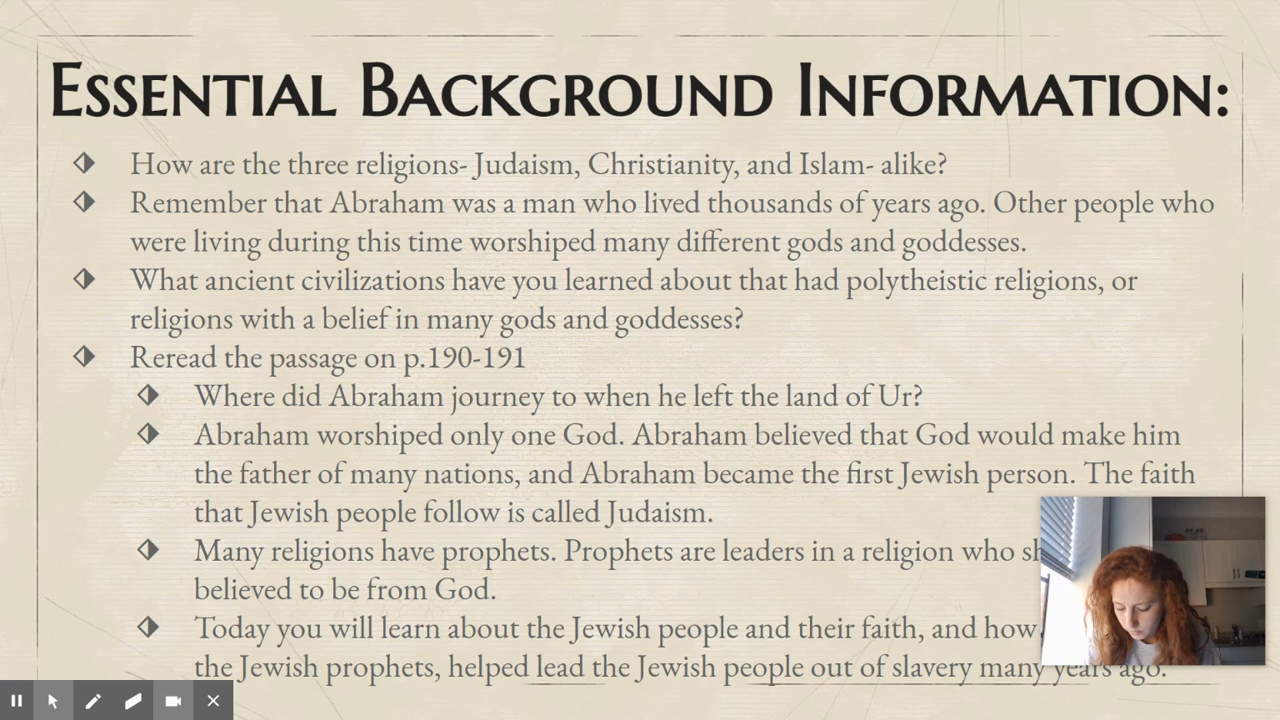 Essential Background Information:
How are the three religions- Judaism, Christianity, and Islam- alike?
Remember that Abraham was a man who lived thousands of years ago. Other people who
were living during this time worshiped many different gods and goddesses.
What ancient civilizations have you learned about that had polytheistic religions, or
religions with a belief in many gods and goddesses?
Reread the passage on p.190-191
Where did Abraham journey to when he left the land of Ur?
Abraham worshiped only one God. Abraham believed that God would make him
the father of many nations, and Abraham became the first Jewish person. The faith
that Jewish people follow is called Judaism.
Many religions have prophets. Prophets are leaders in a religion who
believed to be from God.
Today you will learn about the Jewish people and their faith, and how
the Jewish prophets, helped lead the Jewish people out of slavery many years ago.